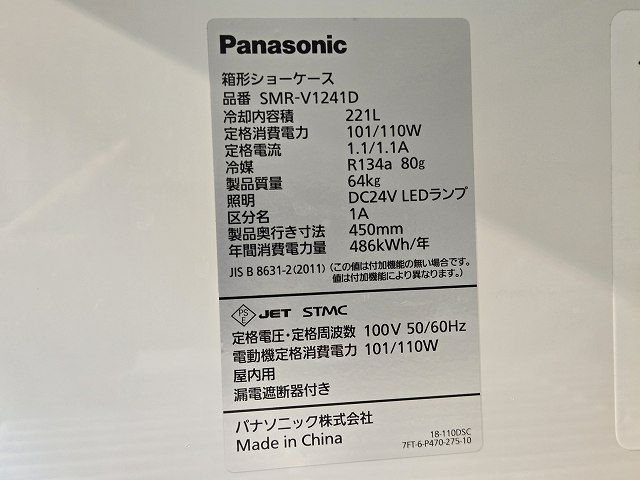 Panasonic
箱形ショーケース
品番 SMR-V1241D
冷却内容積 221L
定格消費電力 101/110W
定格電流 1.1/1.1A
冷媒 R134a 80g
製品質量 64kg
照明 DC24V LEDランプ
区分名 1A
製品奥行き寸法 450mm
年間消費電力量 486kWh/年
JIS B 8631-2(2011) (この値は付加機能の無い場合です。値は付加機能により異なります。)
PS E JET STMC
定格電圧・定格周波数 100V 50/60Hz
電動機定格消費電力 101/110W
屋内用
漏電遮断器付き
パナソニック株式会社
Made in China
18-110DSC
7FT-6-P470-275-10